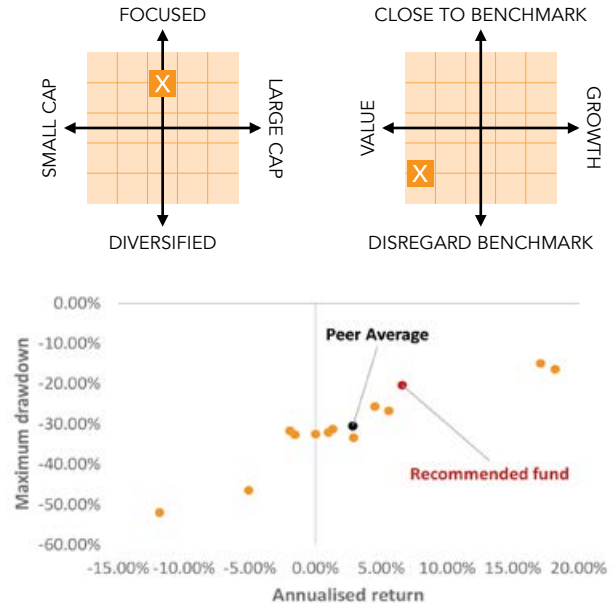 FOCUSED
SMALL CAP
X
LARGE CAP
DIVERSIFIED
CLOSE TO BENCHMARK
VALUE
X
GROWTH
DISREGARD BENCHMARK
Maximum drawdown
0.00%
-10.00%
-20.00%
-30.00%
-40.00%
-50.00%
-60.00%
Peer Average
Recommended fund
-15.00% -10.00% -5.00% 0.00% 5.00% 10.00% 15.00% 20.00%
Annualised return